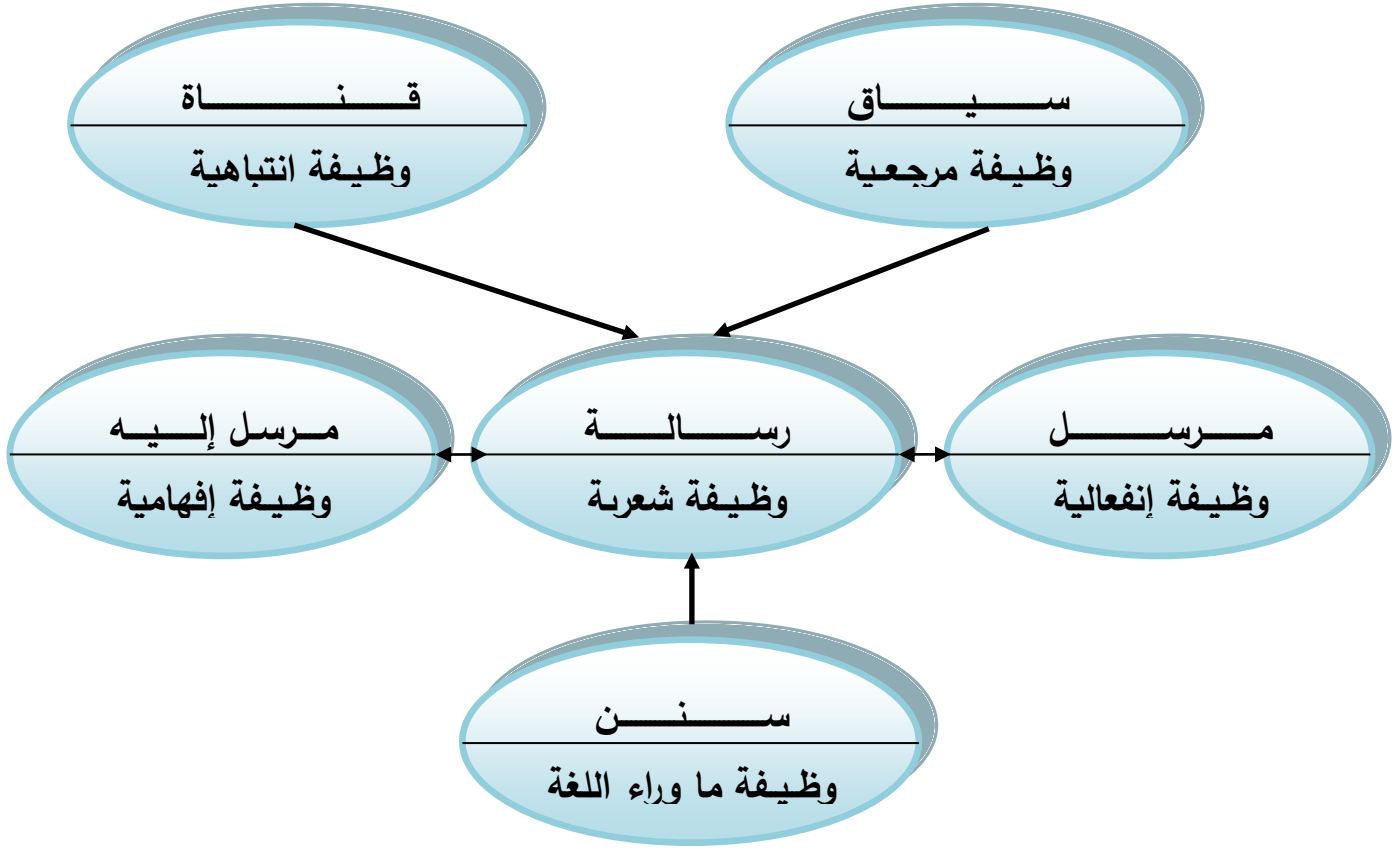 سياق
وظيفة مرجعية
قناة
وظيفة انتباهية
مرسل
وظيفة إنفعالية
رسالة
وظيفة شعرية
مرسل إليه
وظيفة إفهامية
سنن
وظيفة ما وراء اللغة